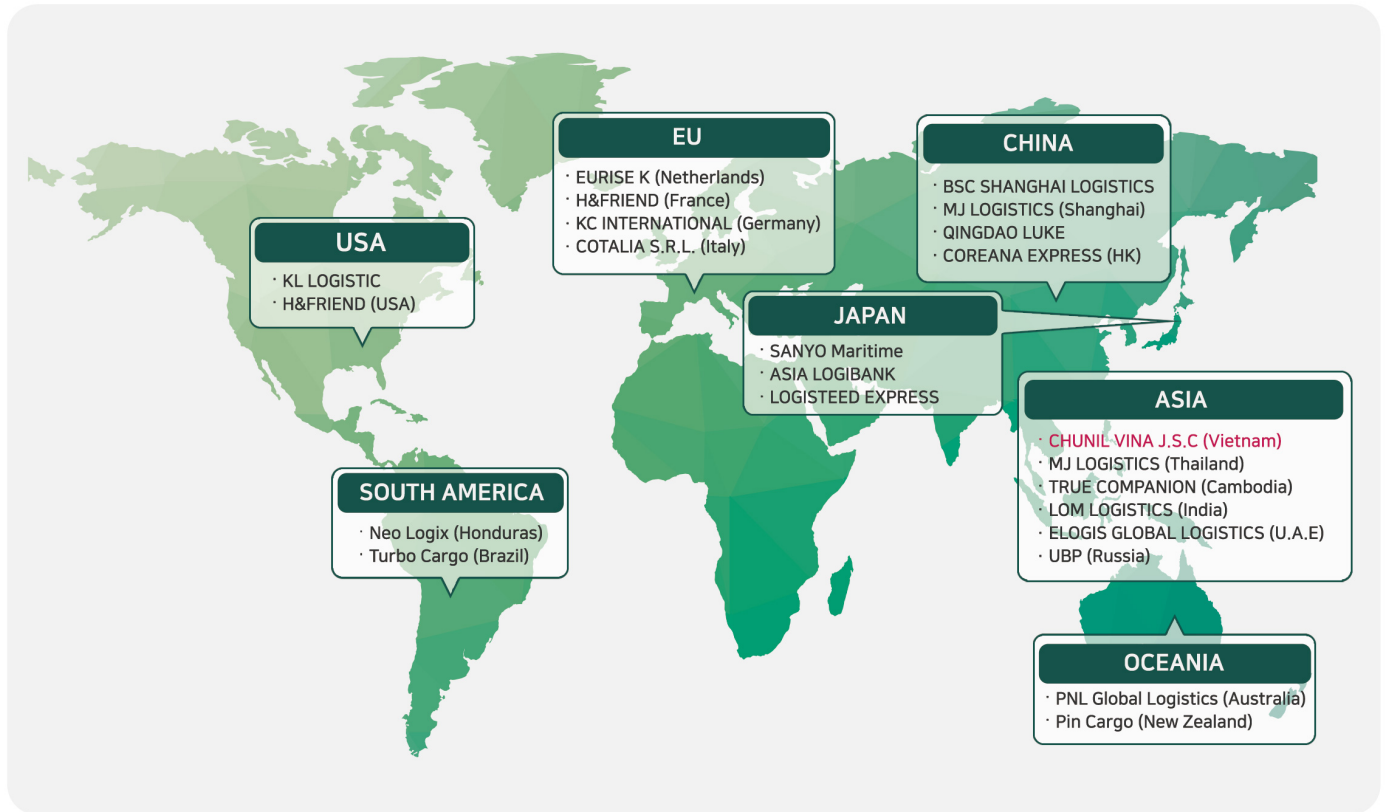 EU
· EURISE K (Netherlands)
· H&FRIEND (France)
· KC INTERNATIONAL (Germany)
· COTALIA S.R.L. (Italy)
CHINA
· BSC SHANGHAI LOGISTICS
· MJ LOGISTICS (Shanghai)
· QINGDAO LUKE
· COREANA EXPRESS (HK)
USA
· KL LOGISTIC
· H&FRIEND (USA)
JAPAN
· SANYO Maritime
· ASIA LOGIBANK
· LOGISTEED EXPRESS
ASIA
· CHUNIL VINA J.S.C (Vietnam)
· MJ LOGISTICS (Thailand)
· TRUE COMPANION (Cambodia)
· LOM LOGISTICS (India)
· ELOGIS GLOBAL LOGISTICS (U.A.E)
· UBP (Russia)
SOUTH AMERICA
· Neo Logix (Honduras)
· Turbo Cargo (Brazil)
OCEANIA
· PNL Global Logistics (Australia)
· Pin Cargo (New Zealand)